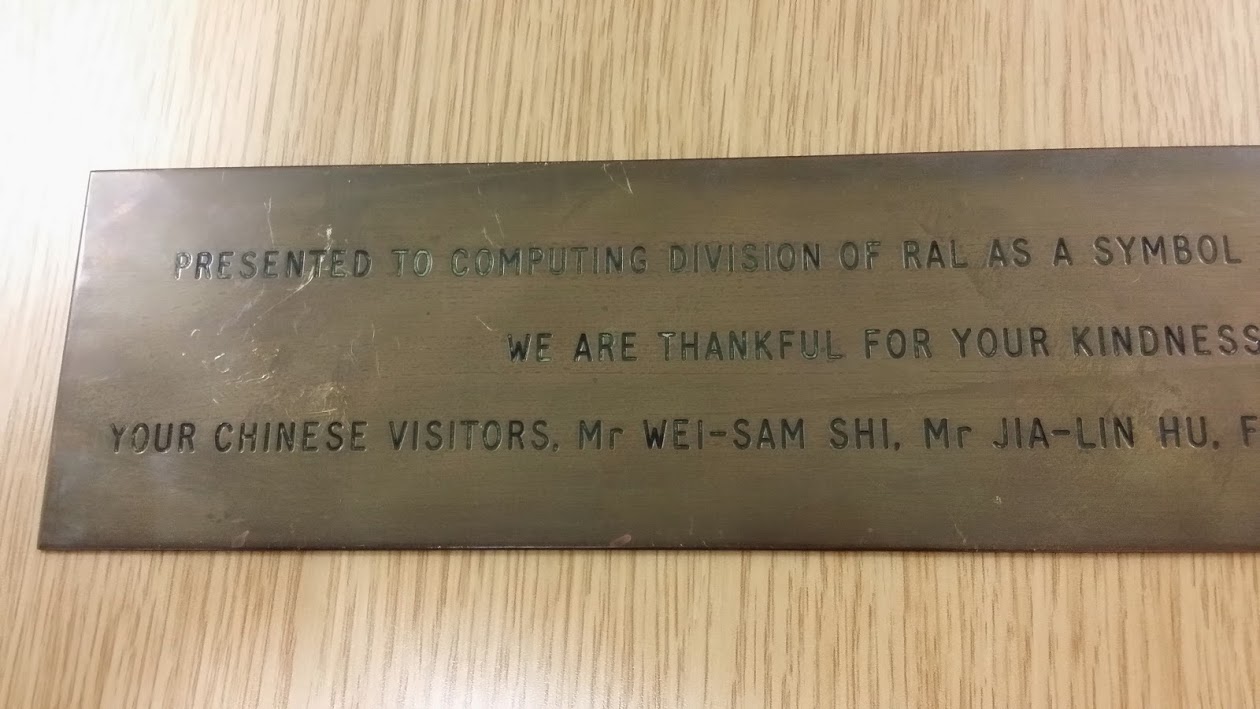 PRESENTED TO COMPUTING DIVISION OF RAL AS A SYMBOL
WE ARE THANKFUL FOR YOUR KINDNESS
YOUR CHINESE VISITORS, Mr WEI-SAM SHI, Mr JIA-LIN HU, F